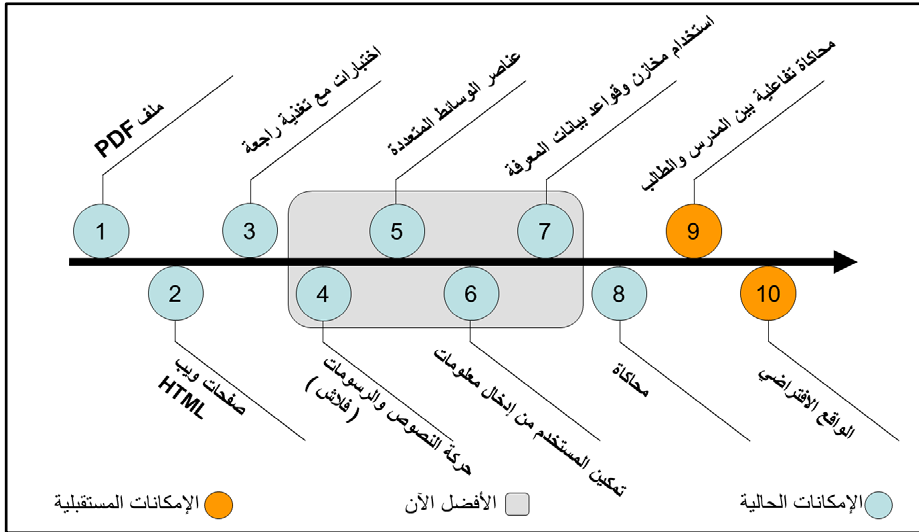 1
ملف PDF
2
صفحات ويب
HTML
3
اختبارات مع تغذية راجعة
4
حركة النصوص والرسومات
( فلاش )
5
عناصر الوسائط المتعددة
6
تمكين المستخدم من إدخال معلومات
7
استخدام مخازن وقواعد بيانات المعرفة
8
محاكاة
9
محاكاة تفاعلية بين المدرس والطالب
10
الواقع الافتراضي
الإمكانات الحالية
الأفضل الآن
الإمكانات المستقبلية